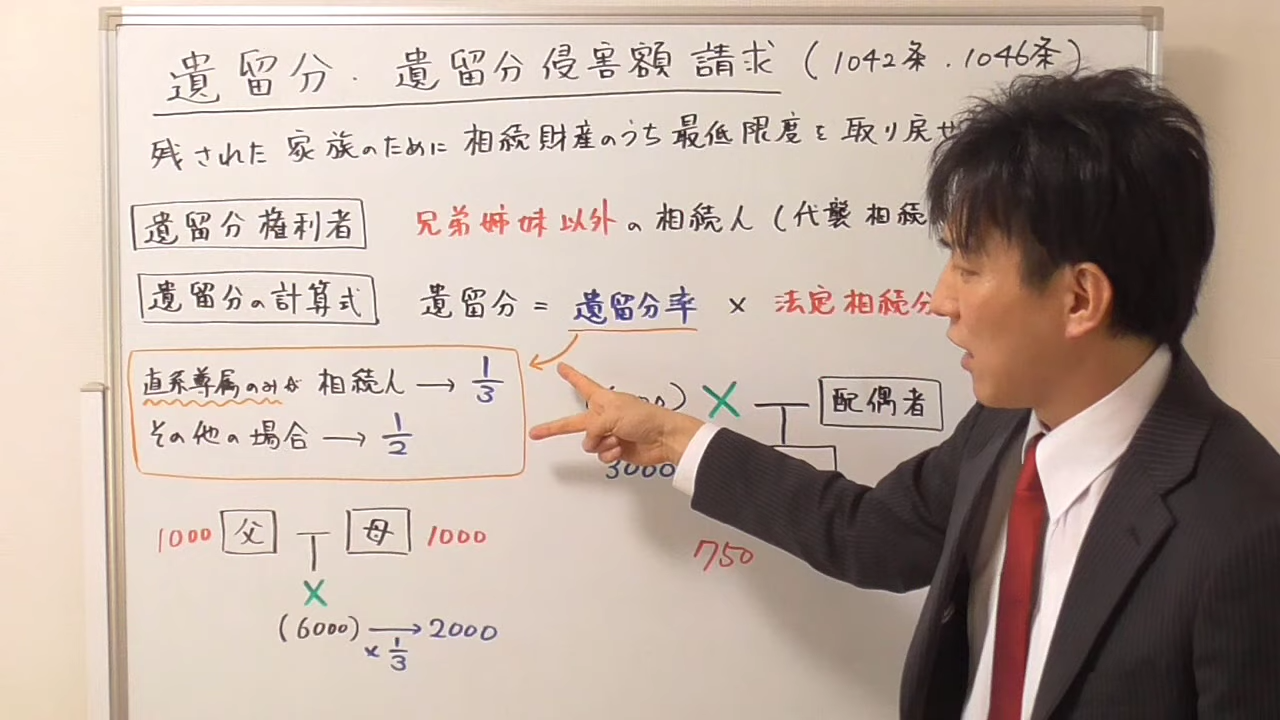 遺留分・遺留分侵害額請求 (1042条．1046条)
残された家族のために相続財産のうち最低限度を取り戻せ
遺留分権利者 兄弟姉妹以外の相続人 (代襲相続
遺留分の計算式 遺留分 = 遺留分率 × 法定相続分
直系尊属のみが相続人 → 1/3
その他の場合 → 1/2
X 配偶者
3000
750
1000 父 母 1000
X
(6000) → 2000
× 1/3